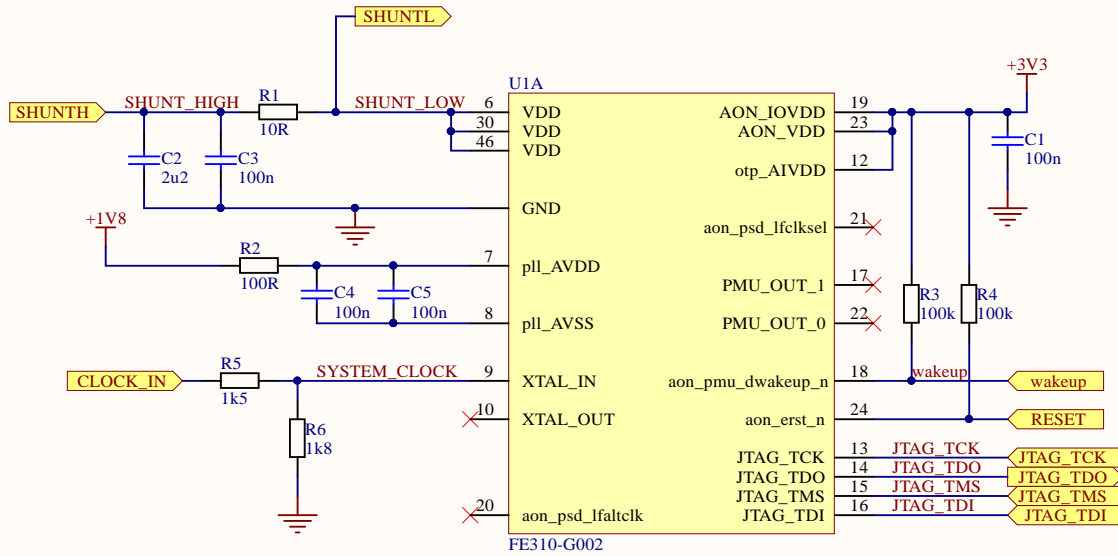 SHUNTL
+3V3
U1A
SHUNTH
SHUNT_HIGH
R1
10R
SHUNT_LOW
6
VDD
30
VDD
46
VDD
AON_IOVDD
19
AON_VDD
23
otp_AIVDD
12
C1
100n
C2
2u2
C3
100n
GND
+1V8
R2
100R
7
pll_AVDD
C4
100n
C5
100n
8
pll_AVSS
aon_psd_lfclksel
21
PMU_OUT_1
17
PMU_OUT_0
22
R3
100k
R4
100k
CLOCK_IN
R5
1k5
SYSTEM_CLOCK
9
XTAL_IN
10
XTAL_OUT
R6
1k8
20
aon_psd_lfaltclk
aon_pmu_dwakeup_n
18
wakeup
wakeup
aon_erst_n
24
RESET
JTAG_TCK
13
JTAG_TCK
JTAG_TCK
JTAG_TDO
14
JTAG_TDO
JTAG_TDO
JTAG_TMS
15
JTAG_TMS
JTAG_TMS
JTAG_TDI
16
JTAG_TDI
JTAG_TDI
FE310-G002